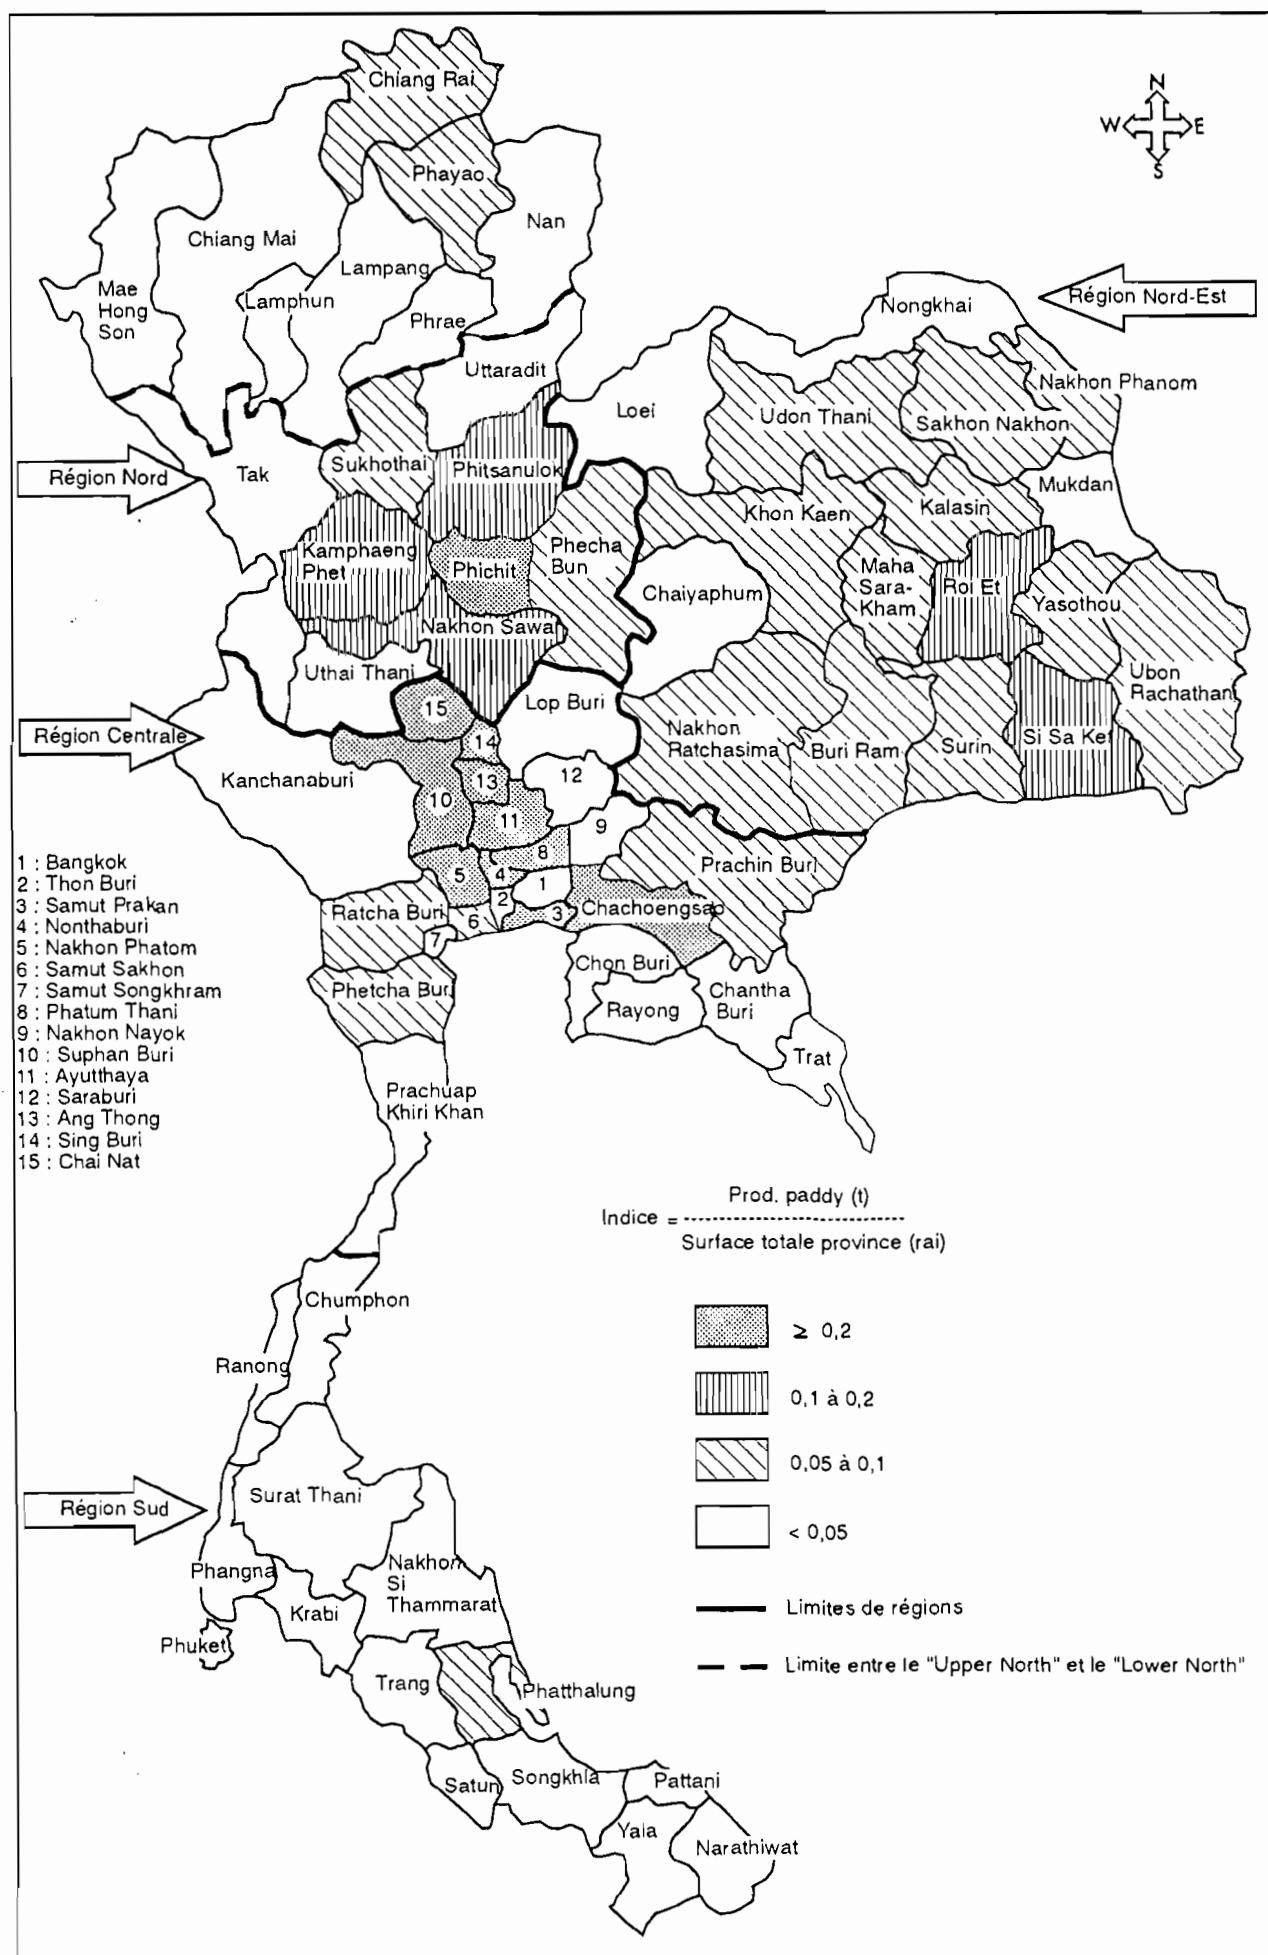 Chiang Rai
N
W
E
S
Phayao
Nan
Chiang Mai
Lampang
Mae
Hong
Son
Lamphun
Phrae
Nongkhai
Région Nord-Est
Uttaradit
Loei
Udon Thani
Nakhon Phanom
Sakhon Nakhon
Région Nord
Tak
Sukhothai
Phitsanulok
Khon Kaen
Kalasin
Mukdan
Kamphaeng
Phet
Phichit
Phecha
Bun
Chaiyaphum
Maha
Sara-
Kham
Roi Et
Yasothou
Nakhon Sawa
Uthai Thani
Lop Buri
Ubon
Rachathan
Région Centrale
15
14
Nakhon
Ratchasima
Buri Ram
Surin
Si Sa Ket
Kanchanaburi
13
12
10
11
9
8
Prachin Buri
5
4
1
2
3
Chachoengsao
Ratcha Buri
6
7
Chon Buri
Phetcha Buri
Rayong
Chantha
Buri
Trat
Prachuap
Khiri Khan
1 : Bangkok
2 : Thon Buri
3 : Samut Prakan
4 : Nonthaburi
5 : Nakhon Phatom
6 : Samut Sakhon
7 : Samut Songkhram
8 : Phatum Thani
9 : Nakhon Nayok
10 : Suphan Buri
11 : Ayutthaya
12 : Saraburi
13 : Ang Thong
14 : Sing Buri
15 : Chai Nat
Prod. paddy (t)
Indice = 
Surface totale province (rai)
Chumphon
Ranong
≥ 0,2
0,1 à 0,2
0,05 à 0,1
< 0,05
Limites de régions
Limite entre le "Upper North" et le "Lower North"
Surat Thani
Région Sud
Phangna
Nakhon
Si
Thammarat
Krabi
Phuket
Trang
Phatthalung
Satun
Songkhla
Pattani
Yala
Narathiwat